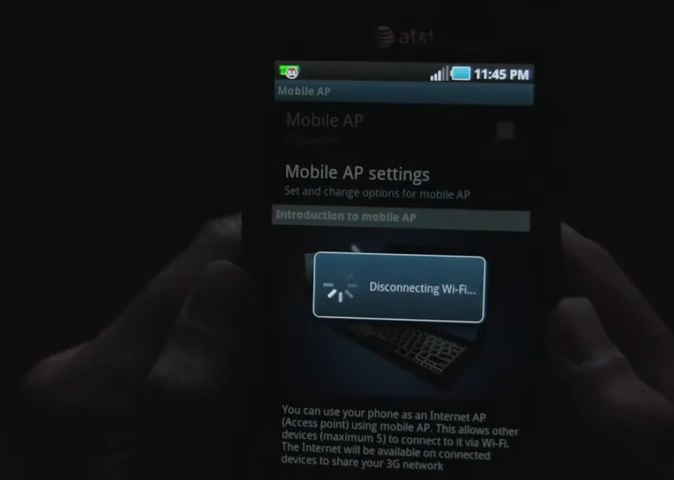 at&t
84
11:45 PM
Mobile AP
Mobile AP
Mobile AP settings
Set and change options for mobile AP
Introduction to mobile AP
Disconnecting Wi-Fi...
You can use your phone as an Internet AP
(Access point) using mobile AP. This allows other
devices (maximum 5) to connect to it via Wi-Fi.
The Internet will be available on connected
devices to share your 3G network